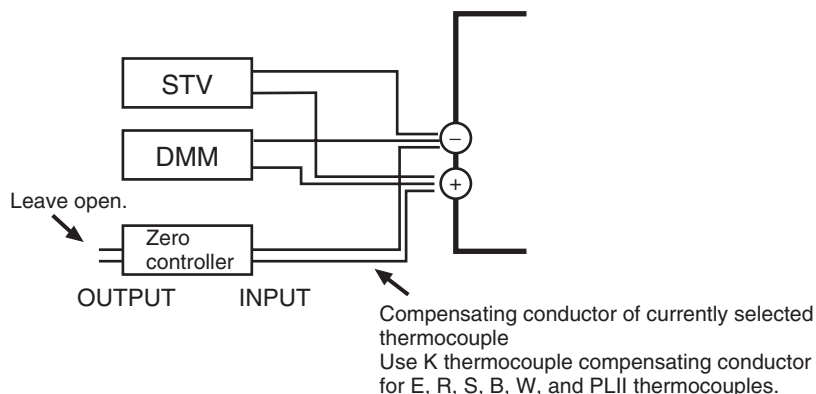 STV
DMM
−
+
Leave open.
Zero
controller
OUTPUT
INPUT
Compensating conductor of currently selected
thermocouple
Use K thermocouple compensating conductor
for E, R, S, B, W, and PLII thermocouples.